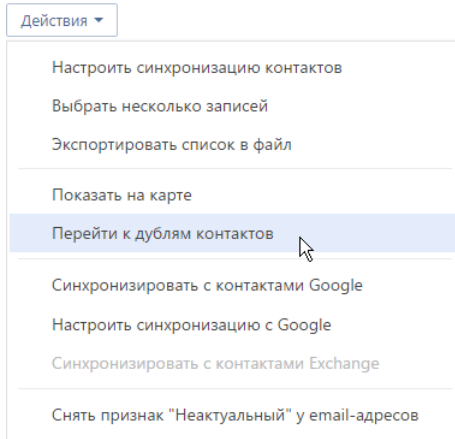 Действия
Настроить синхронизацию контактов
Выбрать несколько записей
Экспортировать список в файл
Показать на карте
Перейти к дублям контактов
Синхронизировать с контактами Google
Настроить синхронизацию с Google
Синхронизировать с контактами Exchange
Снять признак "Неактуальный" у email-адресов